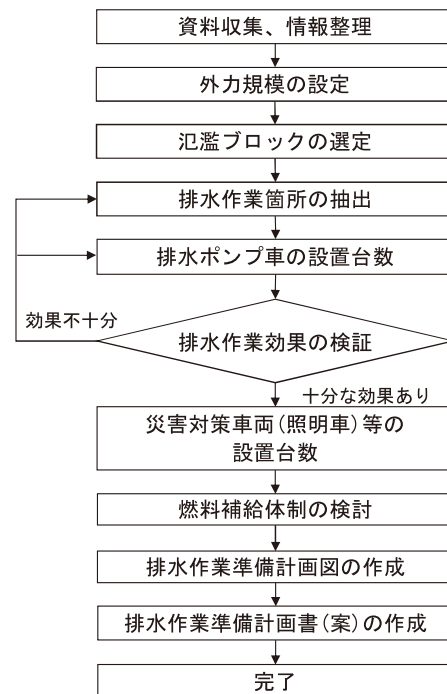 資料収集、情報整理
外力規模の設定
氾濫ブロックの選定
排水作業箇所の抽出
排水ポンプ車の設置台数
効果不十分
排水作業効果の検証
十分な効果あり
災害対策車両(照明車)等の
設置台数
燃料補給体制の検討
排水作業準備計画図の作成
排水作業準備計画書(案)の作成
完了